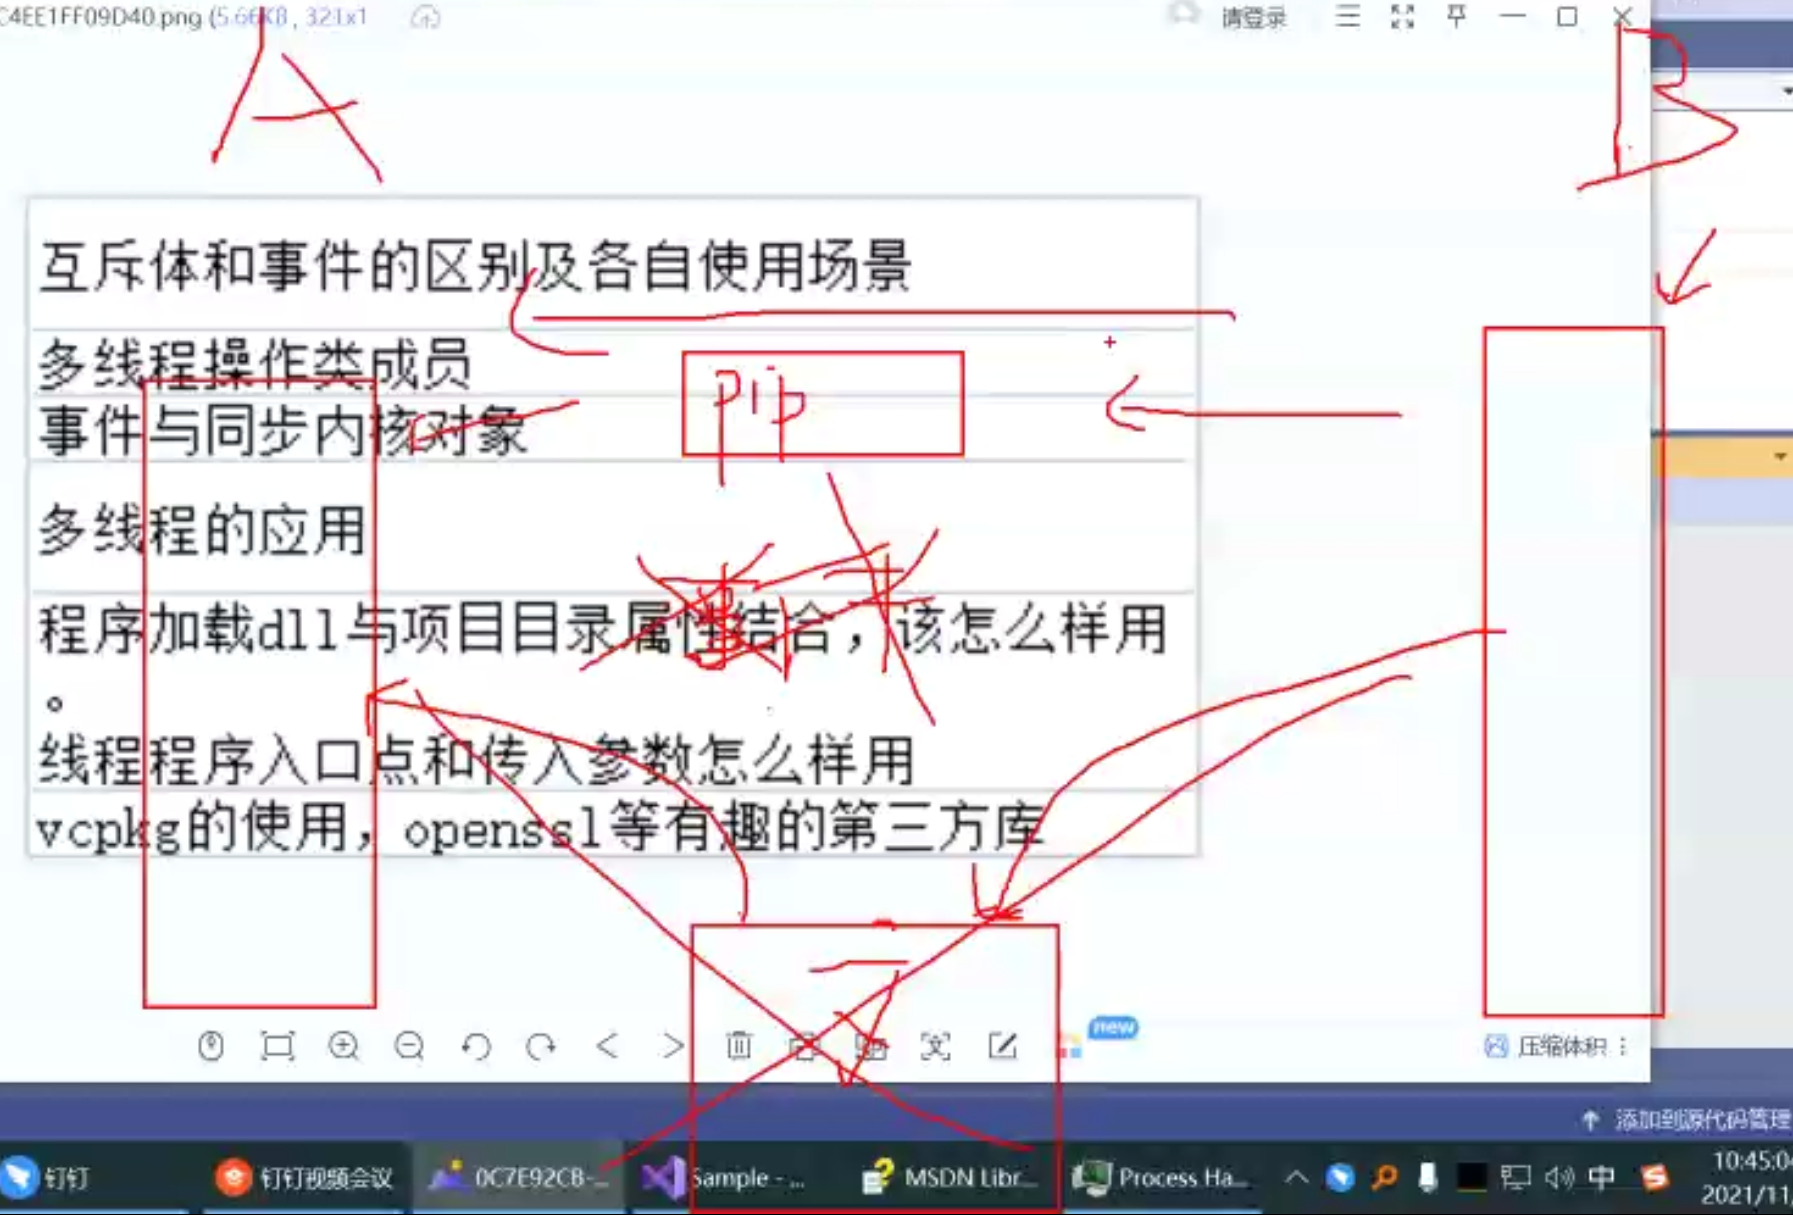 C4EE1FF09D40.png (5.66KB , 321x1
请登录
A
B
互斥体和事件的区别及各自使用场景
多线程操作类成员
pip
事件与同步内核对象
多线程的应用
程序加载dll与项目目录属性结合，该怎么样用
。
线程程序入口点和传入参数怎么样用
vcpkg的使用，openssl等有趣的第三方库
new
压缩体积
添加到源代码管理
钉钉
钉钉视频会议
0C7E92CB-...
Sample - ...
MSDN Libr...
Process Ha...
中
10:45:04
2021/11/